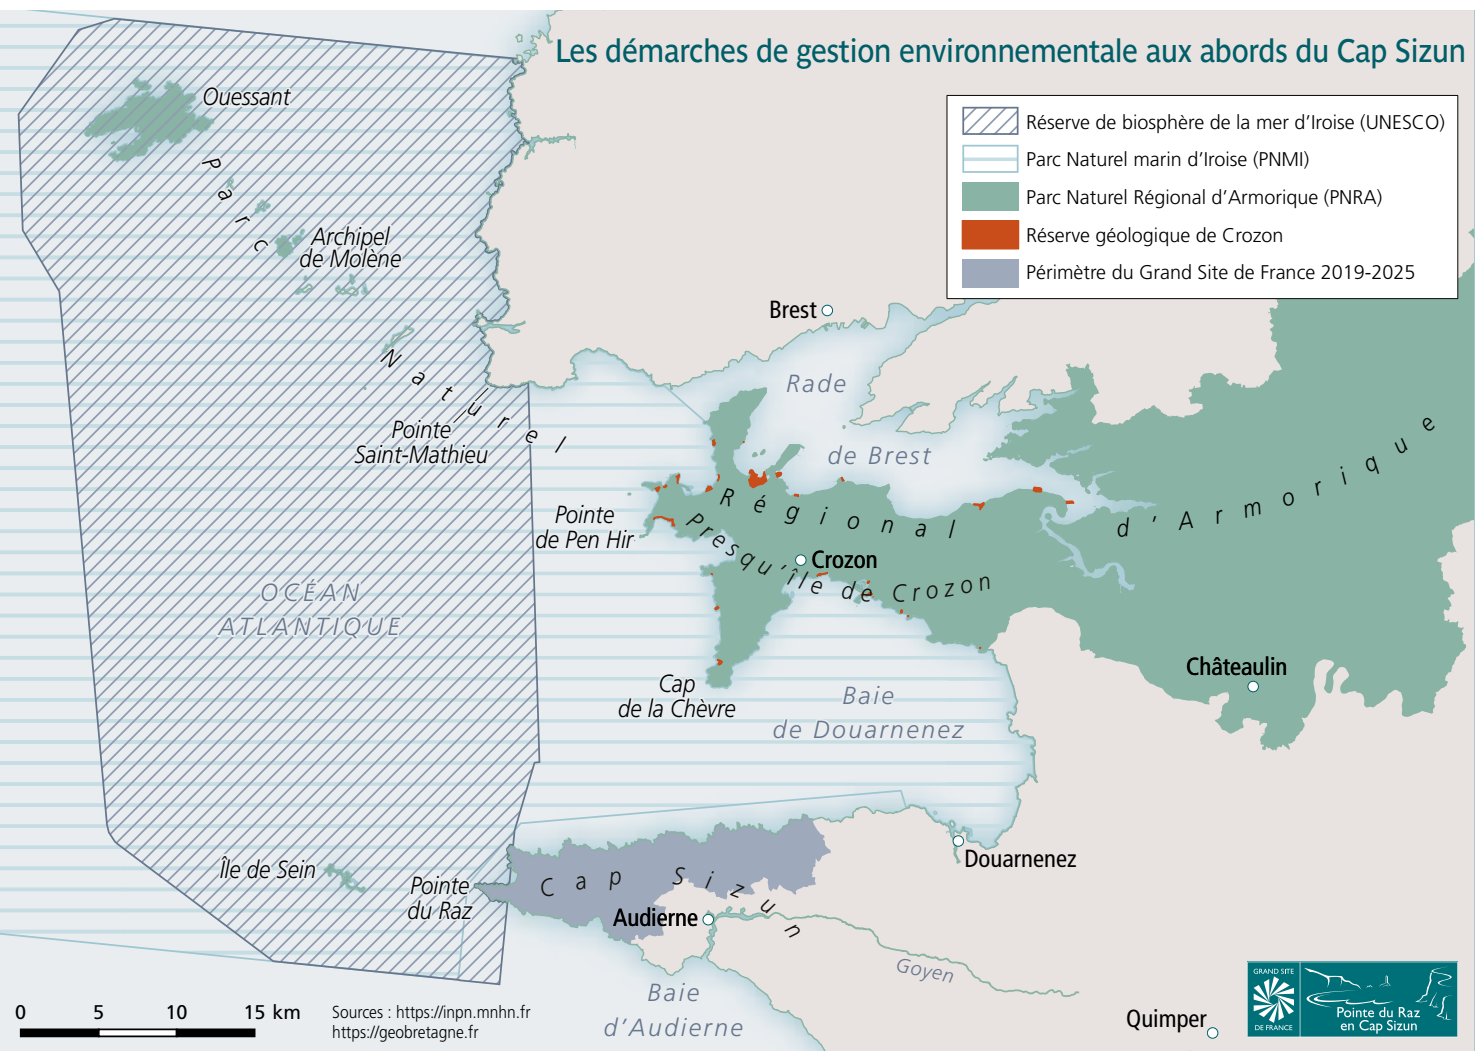 Les démarches de gestion environnementale aux abords du Cap Sizun
Réserve de biosphère de la mer d'Iroise (UNESCO)
Parc Naturel marin d'Iroise (PNMI)
Parc Naturel Régional d'Armorique (PNRA)
Réserve géologique de Crozon
Périmètre du Grand Site de France 2019-2025
Ouessant
Archipel
de Molène
Parc Naturel Régional d'Armorique
Brest
Rade
de Brest
Pointe
Saint-Mathieu
Pointe
de Pen Hir
Presqu'île de Crozon
Crozon
OCÉAN
ATLANTIQUE
Châteaulin
Cap
de la Chèvre
Baie
de Douarnenez
Île de Sein
Pointe
du Raz
Cap Sizun
Douarnenez
Audierne
Goyen
Baie
d'Audierne
Quimper
0 5 10 15 km
Sources : https://inpn.mnhn.fr
https://geobretagne.fr
GRAND SITE
DE FRANCE
Pointe du Raz
en Cap Sizun